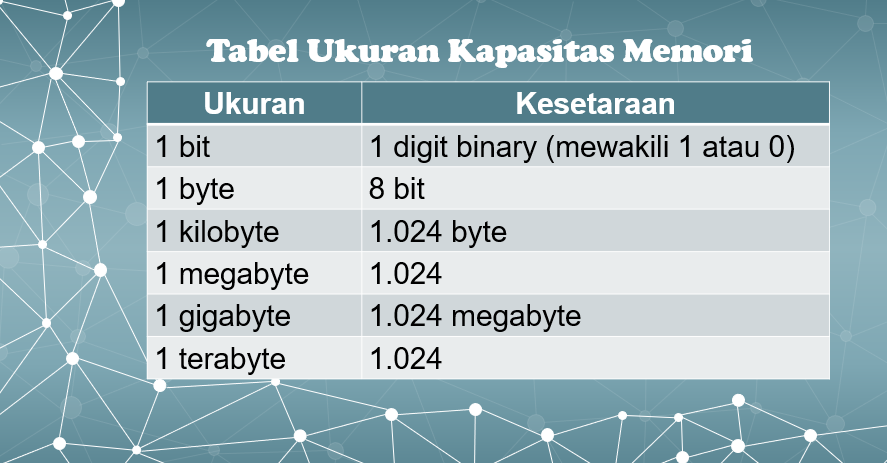 Tabel Ukuran Kapasitas Memori
Ukuran Kesetaraan
1 bit 1 digit binary (mewakili 1 atau 0)
1 byte 8 bit
1 kilobyte 1.024 byte
1 megabyte 1.024
1 gigabyte 1.024 megabyte
1 terabyte 1.024